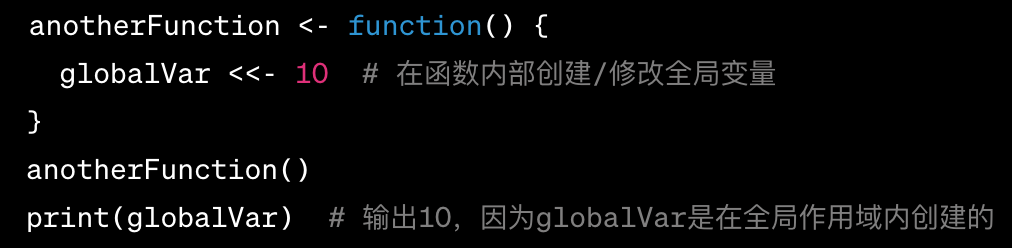 anotherFunction <- function() {
  globalVar <<- 10  # 在函数内部创建/修改全局变量
}
anotherFunction()
print(globalVar)  # 输出10，因为globalVar是在全局作用域内创建的